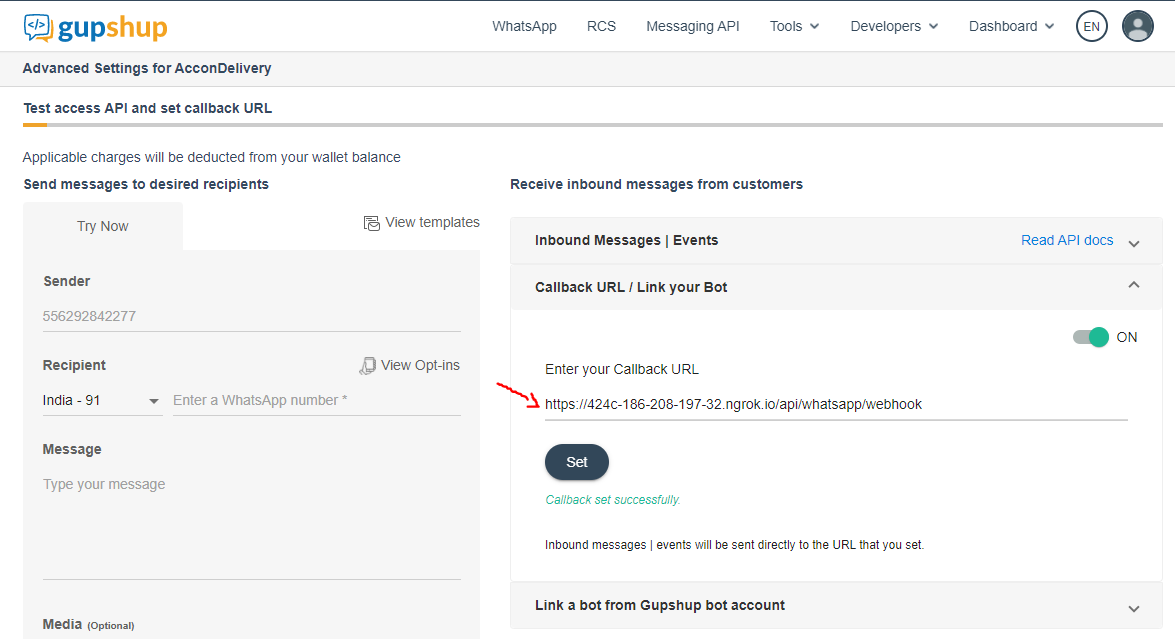 </> gupshup
WhatsApp RCS Messaging API Tools Developers Dashboard EN
Advanced Settings for AcconDelivery
Test access API and set callback URL
Applicable charges will be deducted from your wallet balance
Send messages to desired recipients
Try Now
View templates
Sender
556292842277
Recipient
View Opt-ins
India - 91
Enter a WhatsApp number *
Message
Type your message
Media (Optional)
Receive inbound messages from customers
Inbound Messages | Events
Read API docs
Callback URL / Link your Bot
ON
Enter your Callback URL
https://424c-186-208-197-32.ngrok.io/api/whatsapp/webhook
Set
Callback set successfully.
Inbound messages | events will be sent directly to the URL that you set.
Link a bot from Gupshup bot account